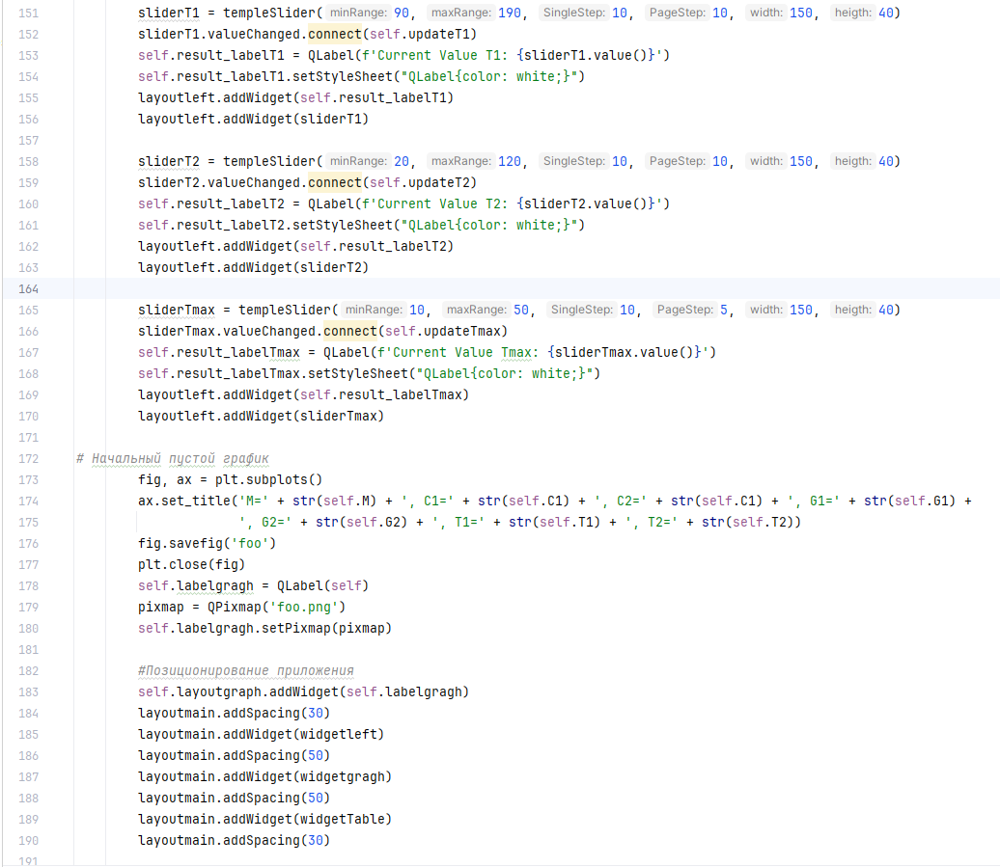 151 sliderT1 = templeSlider( minRange: 90, maxRange: 190, SingleStep: 10, PageStep: 10, width: 150, heigth: 40)
152 sliderT1.valueChanged.connect(self.updateT1)
153 self.result_labelT1 = QLabel(f'Current Value T1: {sliderT1.value()}')
154 self.result_labelT1.setStyleSheet("QLabel{color: white;}")
155 layoutleft.addWidget(self.result_labelT1)
156 layoutleft.addWidget(sliderT1)
157
158 sliderT2 = templeSlider( minRange: 20, maxRange: 120, SingleStep: 10, PageStep: 10, width: 150, heigth: 40)
159 sliderT2.valueChanged.connect(self.updateT2)
160 self.result_labelT2 = QLabel(f'Current Value T2: {sliderT2.value()}')
161 self.result_labelT2.setStyleSheet("QLabel{color: white;}")
162 layoutleft.addWidget(self.result_labelT2)
163 layoutleft.addWidget(sliderT2)
164
165 sliderTmax = templeSlider( minRange: 10, maxRange: 50, SingleStep: 10, PageStep: 5, width: 150, heigth: 40)
166 sliderTmax.valueChanged.connect(self.updateTmax)
167 self.result_labelTmax = QLabel(f'Current Value Tmax: {sliderTmax.value()}')
168 self.result_labelTmax.setStyleSheet("QLabel{color: white;}")
169 layoutleft.addWidget(self.result_labelTmax)
170 layoutleft.addWidget(sliderTmax)
171
172 # Начальный пустой график
173 fig, ax = plt.subplots()
174 ax.set_title('M=' + str(self.M) + ', C1=' + str(self.C1) + ', C2=' + str(self.C1) + ', G1=' + str(self.G1) +
175 ', G2=' + str(self.G2) + ', T1=' + str(self.T1) + ', T2=' + str(self.T2))
176 fig.savefig('foo')
177 plt.close(fig)
178 self.labelgragh = QLabel(self)
179 pixmap = QPixmap('foo.png')
180 self.labelgragh.setPixmap(pixmap)
181
182 #Позиционирование приложения
183 self.layoutgraph.addWidget(self.labelgragh)
184 layoutmain.addSpacing(30)
185 layoutmain.addWidget(widgetleft)
186 layoutmain.addSpacing(50)
187 layoutmain.addWidget(widgetgragh)
188 layoutmain.addSpacing(50)
189 layoutmain.addWidget(widgetTable)
190 layoutmain.addSpacing(30)
191